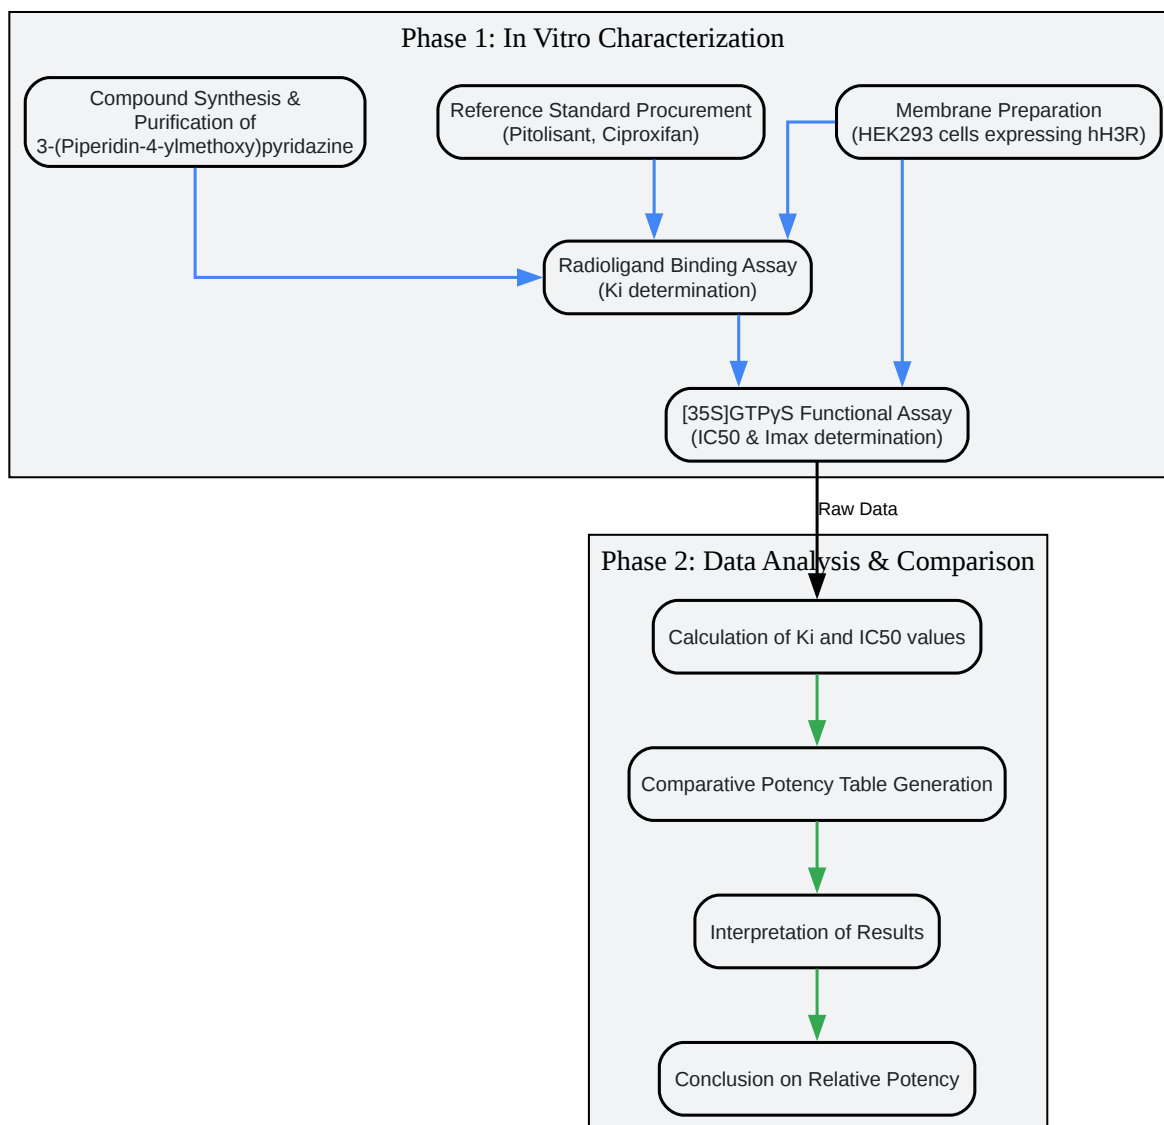 Phase 1: In Vitro Characterization
Compound Synthesis &
Purification of
3-(Piperidin-4-ylmethoxy)pyridazine
Reference Standard Procurement
(Pitolisant, Ciproxifan)
Membrane Preparation
(HEK293 cells expressing hH3R)
Radioligand Binding Assay
(Ki determination)
[35S]GTPγS Functional Assay
(IC50 & Imax determination)
Raw Data
Phase 2: Data Analysis & Comparison
Calculation of Ki and IC50 values
Comparative Potency Table Generation
Interpretation of Results
Conclusion on Relative Potency